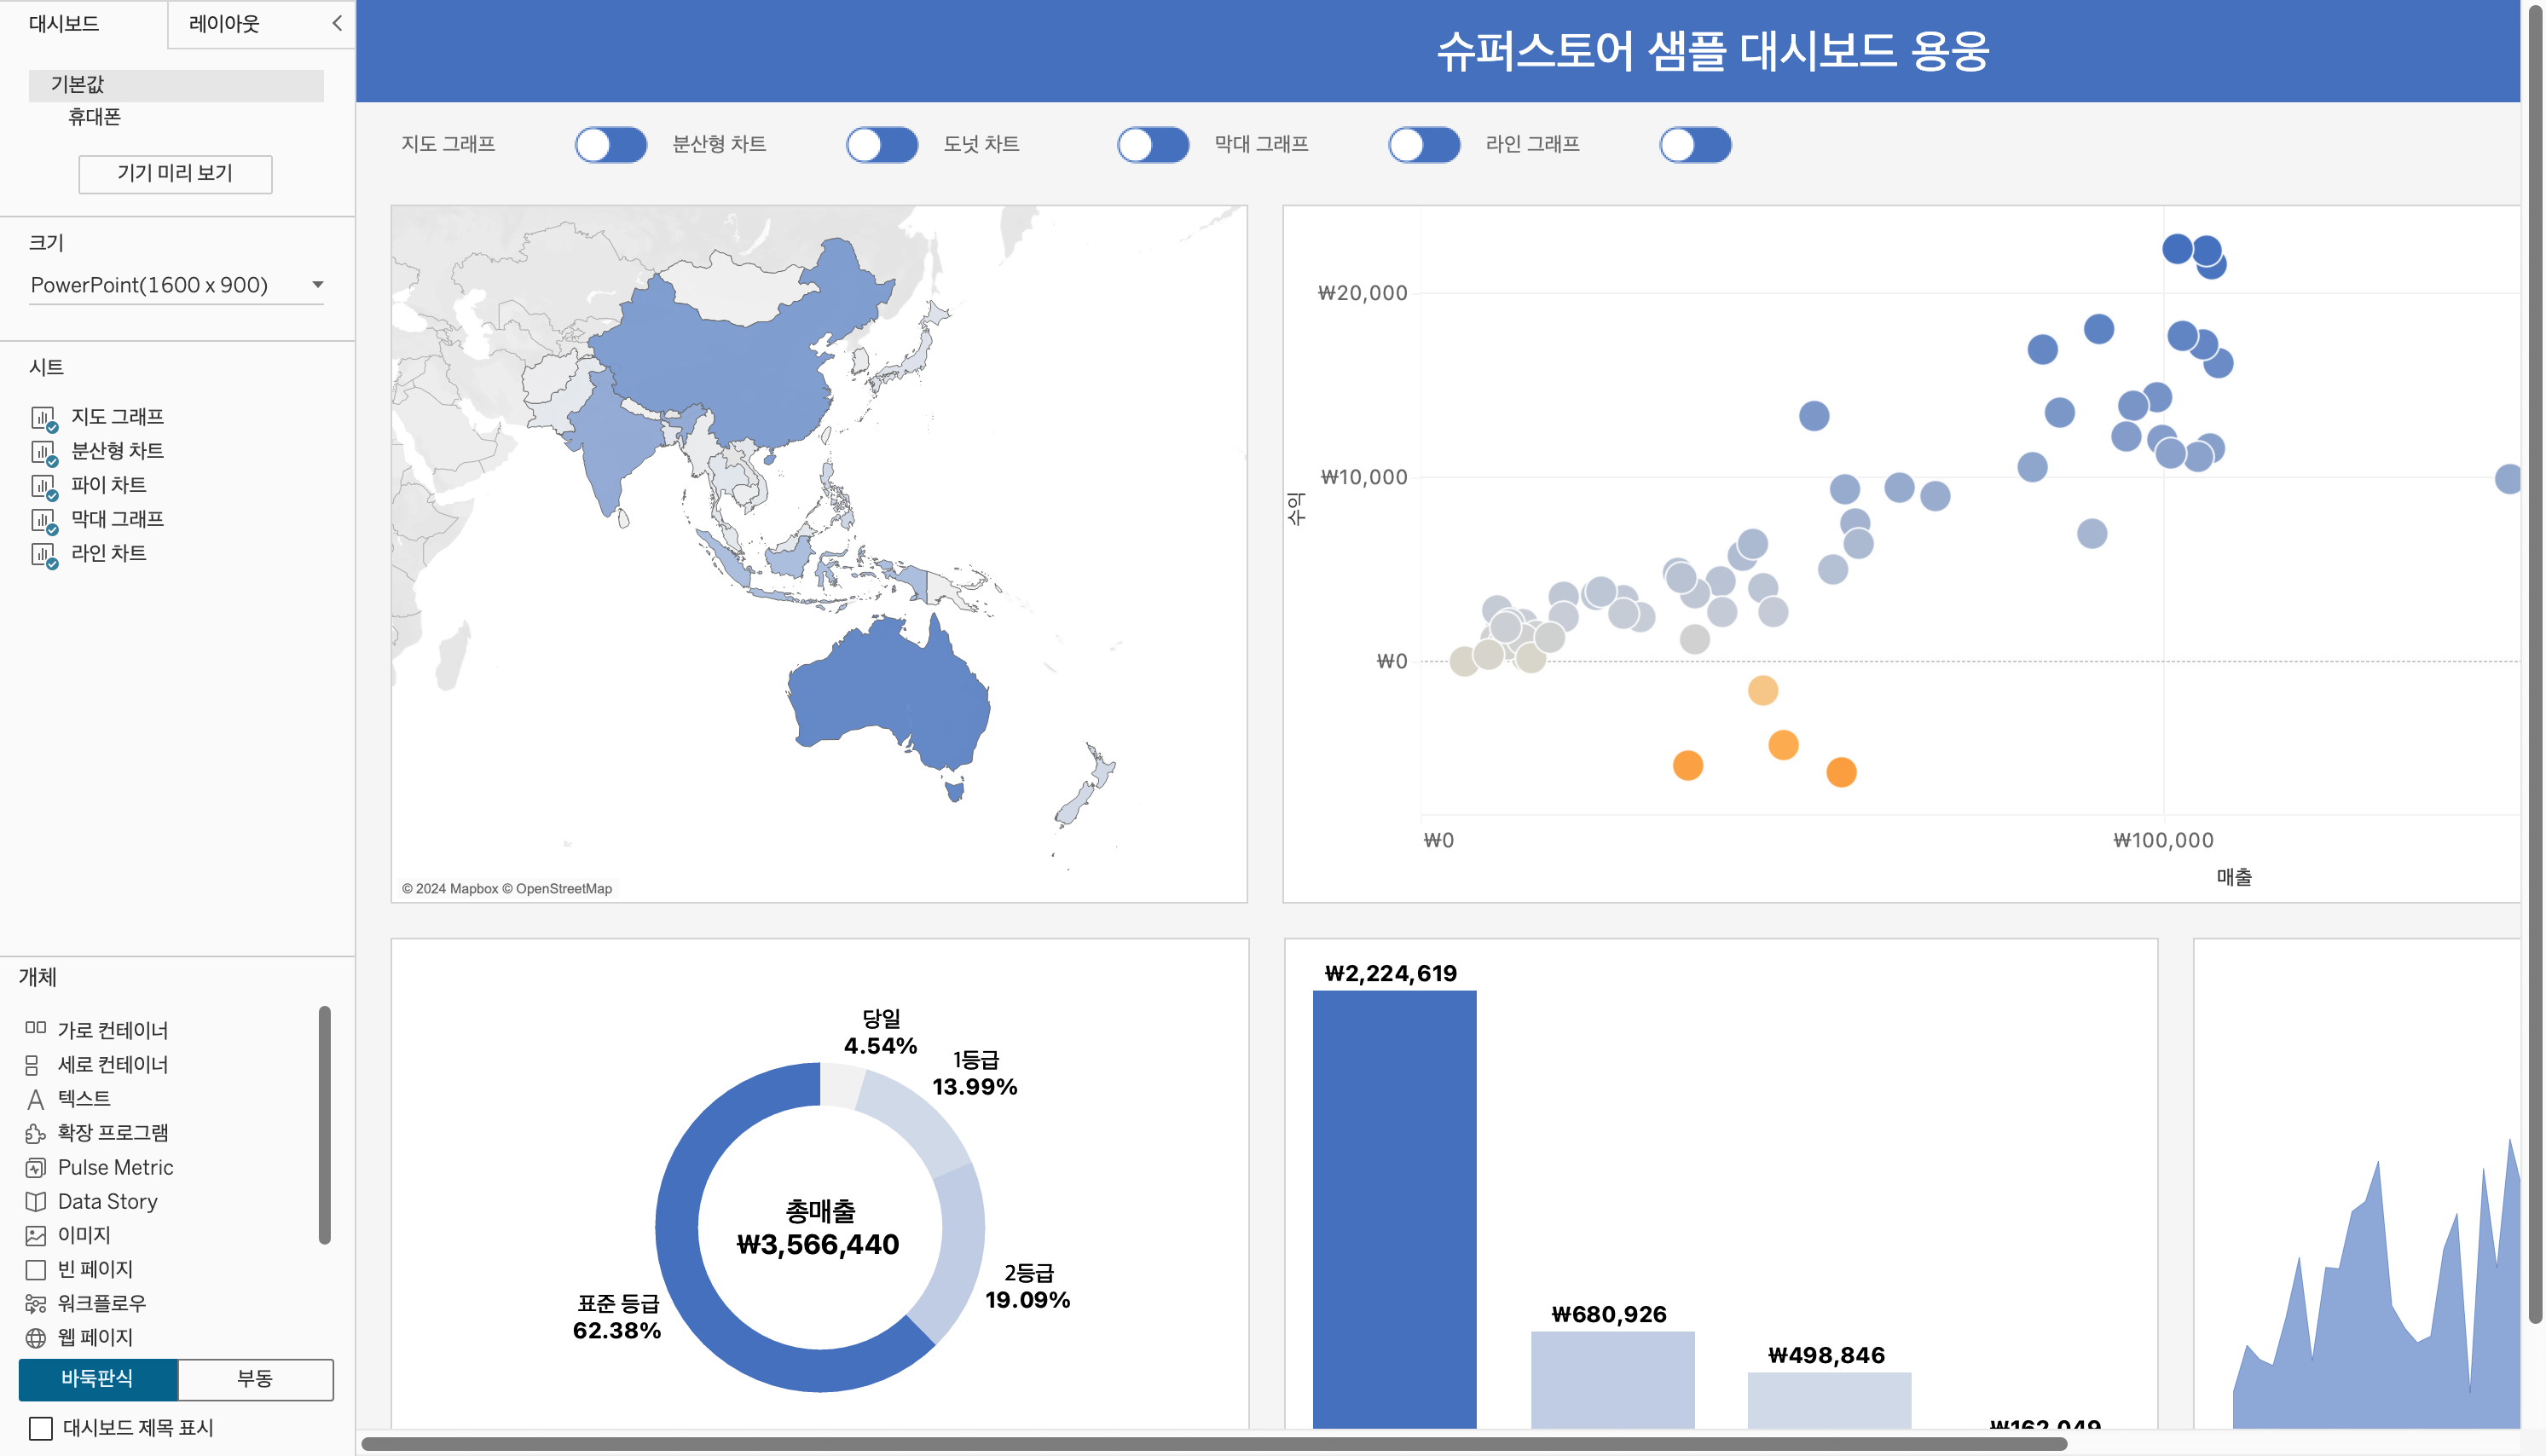 대시보드
레이아웃
기본값
휴대폰
기기 미리 보기
크기
PowerPoint(1600 x 900)
시트
지도 그래프
분산형 차트
파이 차트
막대 그래프
라인 차트
개체
가로 컨테이너
세로 컨테이너
텍스트
확장 프로그램
Pulse Metric
Data Story
이미지
빈 페이지
워크플로우
웹 페이지
바둑판식
부동
대시보드 제목 표시
슈퍼스토어 샘플 대시보드 용웅
지도 그래프
분산형 차트
도넛 차트
막대 그래프
라인 그래프
© 2024 Mapbox © OpenStreetMap
₩20,000
₩10,000
₩0
수익
₩0
₩100,000
매출
당일
4.54%
1등급
13.99%
총매출
₩3,566,440
2등급
19.09%
표준 등급
62.38%
₩2,224,619
₩680,926
₩498,846
₩162,049